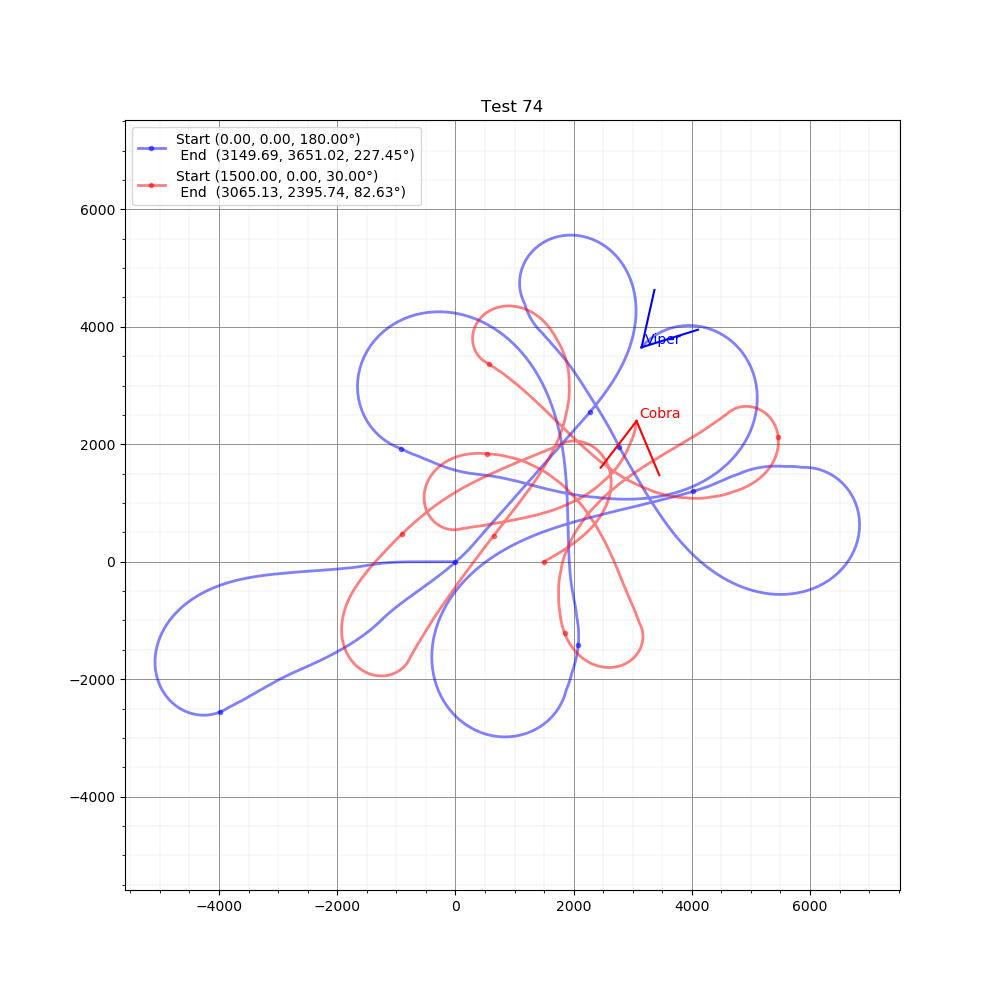 Test 74
Start (0.00, 0.00, 180.00°)
End  (3149.69, 3651.02, 227.45°)
Start (1500.00, 0.00, 30.00°)
End  (3065.13, 2395.74, 82.63°)
6000
4000
2000
0
−2000
−4000
Viper
Cobra
−4000
−2000
0
2000
4000
6000